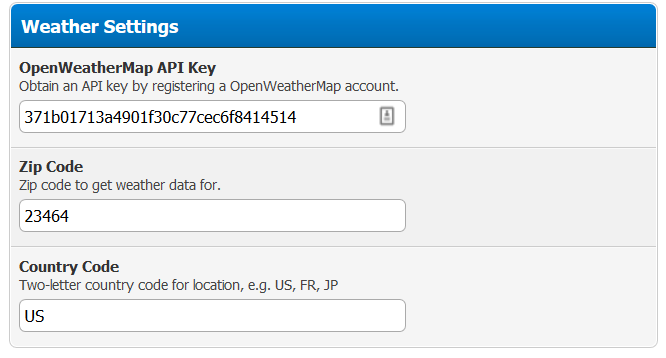 Weather Settings
OpenWeatherMap API Key
Obtain an API key by registering a OpenWeatherMap account.
371b01713a4901f30c77cec6f8414514
Zip Code
Zip code to get weather data for.
23464
Country Code
Two-letter country code for location, e.g. US, FR, JP
US